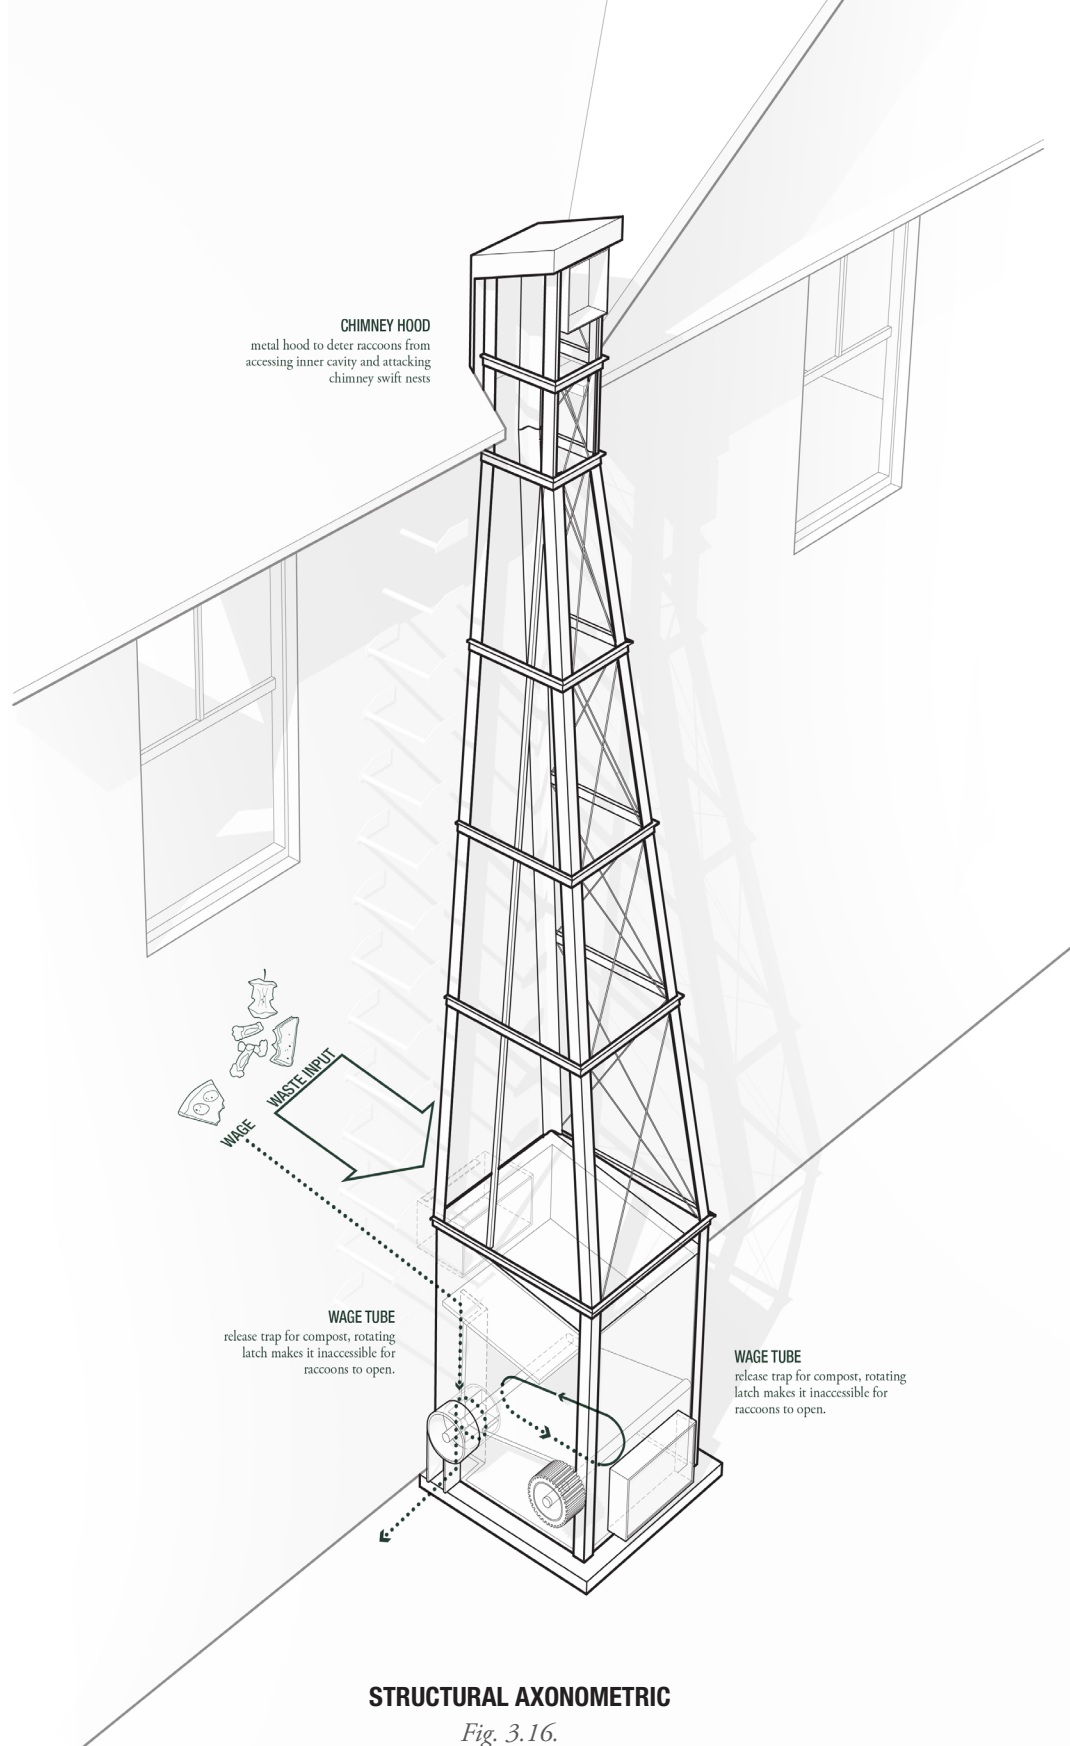 CHIMNEY HOOD
metal hood to deter raccoons from
accessing inner cavity and attacking
chimney swift nests
WASTE INPUT
WAGE
WAGE TUBE
release trap for compost, rotating
latch makes it inaccessible for
raccoons to open.
WAGE TUBE
release trap for compost, rotating
latch makes it inaccessible for
raccoons to open.
STRUCTURAL AXONOMETRIC
Fig. 3.16.